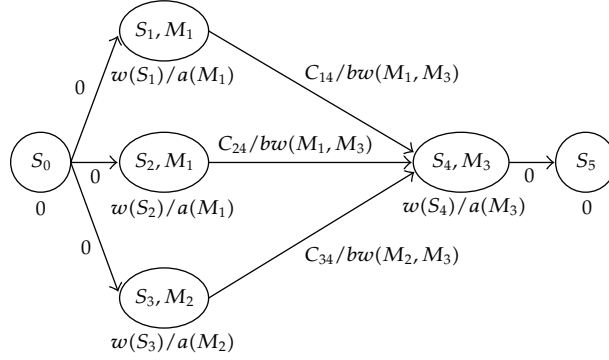 S₁, M₁
w(S₁)/a(M₁)
C₁₄/bw(M₁, M₃)
0
S₀
0
0
S₂, M₁
w(S₂)/a(M₁)
C₂₄/bw(M₁, M₃)
S₄, M₃
w(S₄)/a(M₃)
0
S₅
0
0
C₃₄/bw(M₂, M₃)
S₃, M₂
w(S₃)/a(M₂)